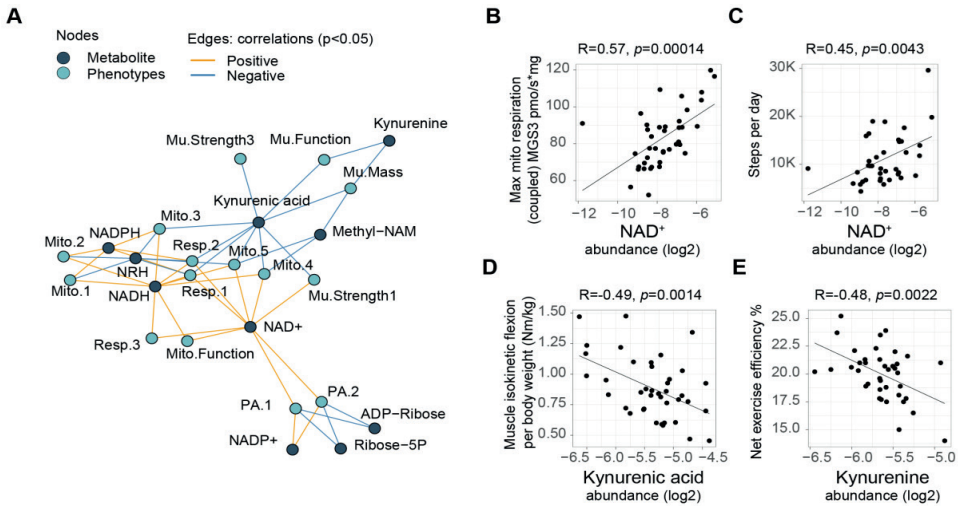 A
Nodes
Metabolite
Phenotypes
Edges: correlations (p<0.05)
Positive
Negative
Kynurenine
Mu.Function
Mu.Strength3
Mu.Mass
Kynurenic acid
Mito.3
NADPH
Methyl-NAM
Mito.2
Resp.2
Mito.5
NRH
Mito.4
Mito.1
NADH
Resp.1
Mu.Strength1
NAD+
Resp.3
Mito.Function
PA.2
PA.1
ADP-Ribose
NADP+
Ribose-5P
B
R=0.57, p=0.00014
Max mito respiration
(coupled) MGS3 pmo/s*mg
120
100
80
60
-12 -10 -8 -6
NAD+
abundance (log2)
C
R=0.45, p=0.0043
Steps per day
30K
20K
10K
-12 -10 -8 -6
NAD+
abundance (log2)
D
R=-0.49, p=0.0014
Muscle isokinetic flexion
per body weight (Nm/kg)
1.50
1.25
1.00
0.75
0.50
-6.5 -6.0 -5.5 -5.0 -4.5
Kynurenic acid
abundance (log2)
E
R=-0.48, p=0.0022
Net exercise efficiency %
25.0
22.5
20.0
17.5
15.0
-6.5 -6.0 -5.5 -5.0
Kynurenine
abundance (log2)